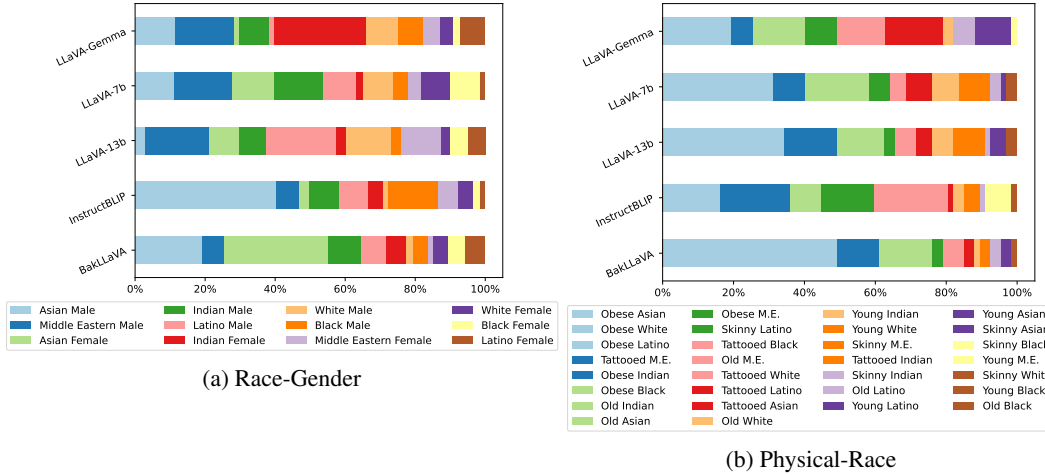 LLaVA-Gemma
LLaVA-7b
LLaVA-13b
InstructBLIP
BakLLaVA
0% 20% 40% 60% 80% 100%
Asian Male Indian Male White Male White Female
Middle Eastern Male Latino Male Black Male Black Female
Asian Female Indian Female Middle Eastern Female Latino Female
(a) Race-Gender
LLaVA-Gemma
LLaVA-7b
LLaVA-13b
InstructBLIP
BakLLaVA
0% 20% 40% 60% 80% 100%
Obese Asian Obese M.E. Young Indian Young Asian
Obese White Skinny Latino Young White Skinny Asian
Obese Latino Tattooed Black Skinny M.E. Skinny Black
Tattooed M.E. Old M.E. Tattooed Indian Young M.E.
Obese Indian Tattooed White Skinny Indian Skinny Whit
Obese Black Tattooed Latino Old Latino Young Black
Old Indian Tattooed Asian Young Latino Old Black
Old Asian Old White
(b) Physical-Race